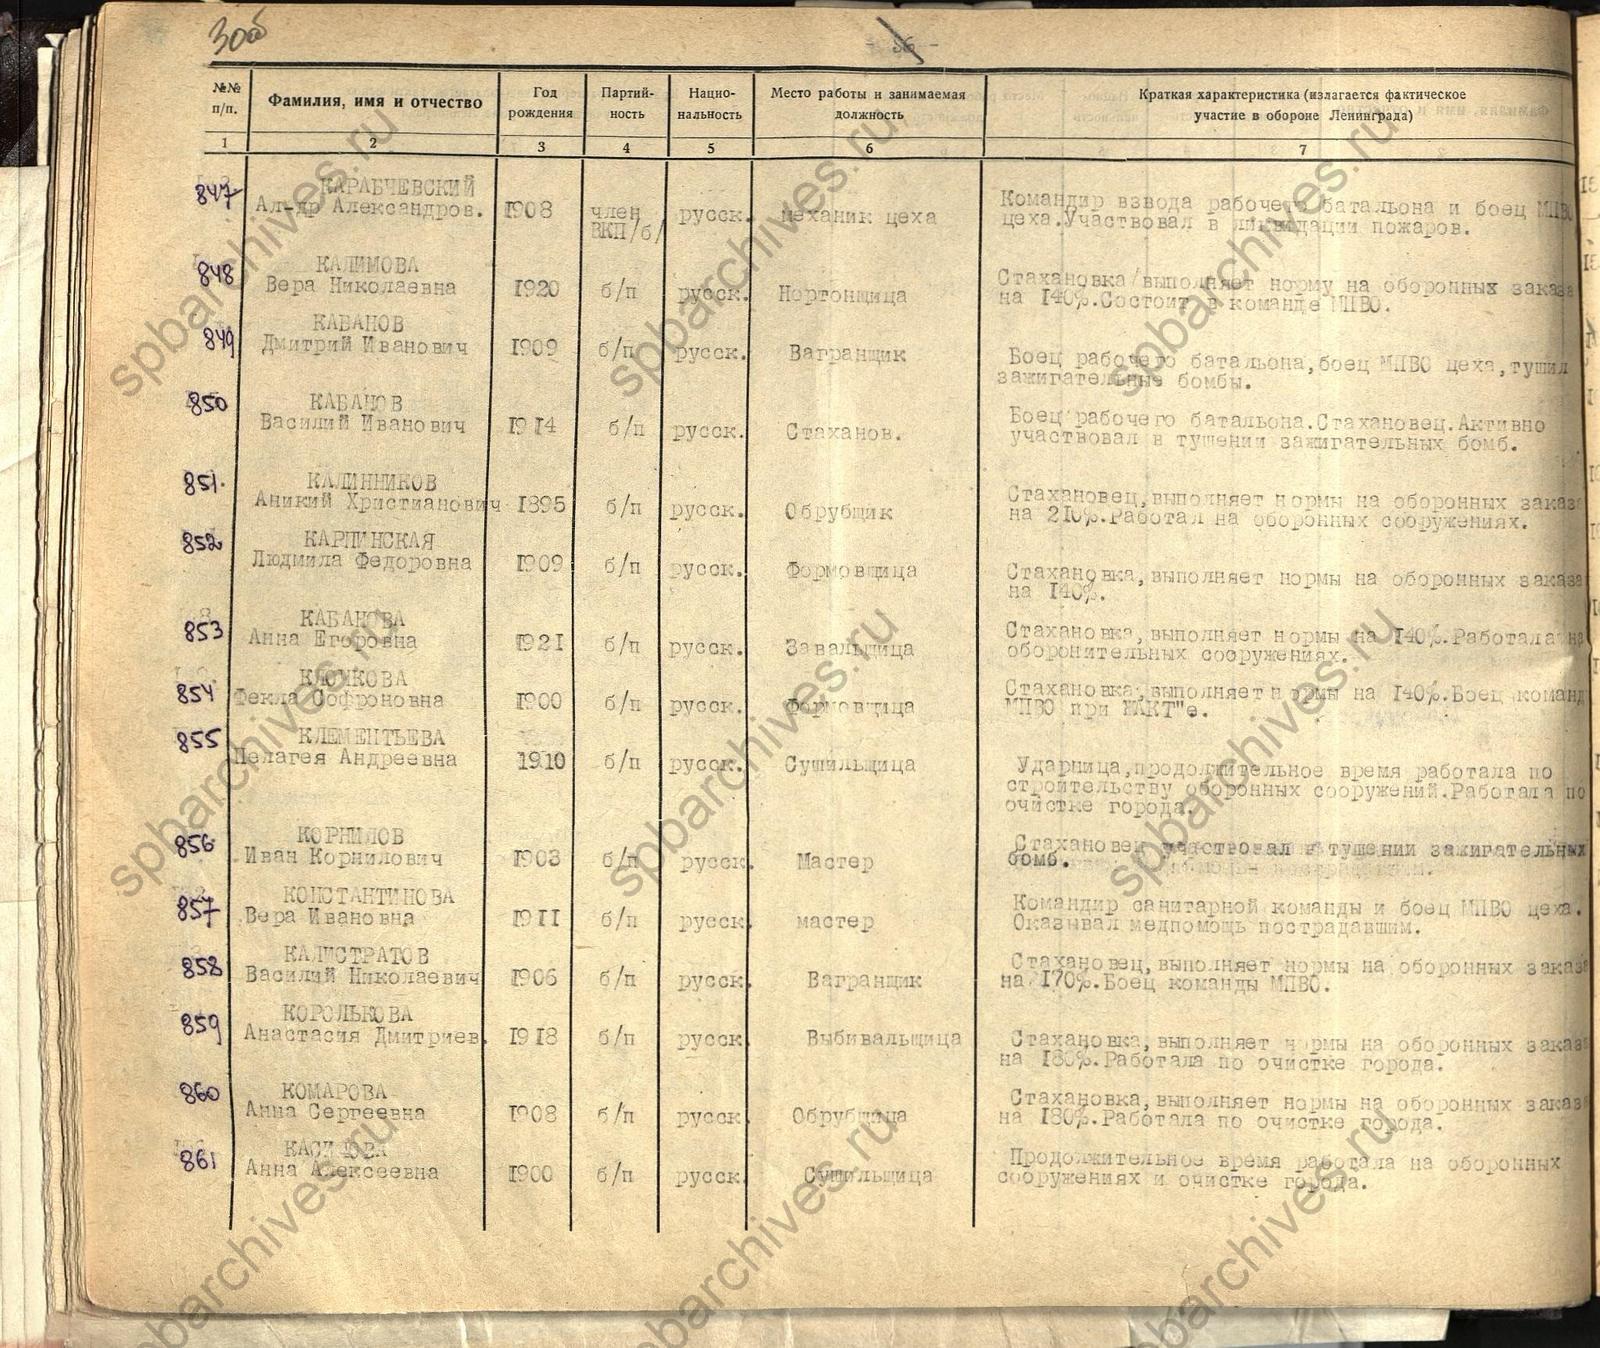 30об
- 56 -
№№ п/п. Фамилия, имя и отчество Год рождения Партий-ность Нацио-нальность Место работы и занимаемая должность Краткая характеристика (излагается фактическое участие в обороне Ленинграда)
1 2 3 4 5 6 7
847 КАРАБЧЕВСКИЙ
Ал-др Александров. 1908 член ВКП/б/ русск. механик цеха Командир взвода рабочего батальона и боец МПВО
цеха.Участвовал в ликвидации пожаров.
848 КАЛИМОВА
Вера Николаевна 1920 б/п русск. Нортонщица Стахановка/выполняет норму на оборонных заказа
на 140%.Состоит в команде МПВО.
849 КАБАНОВ
Дмитрий Иванович 1909 б/п русск. Вагранщик Боец рабочего батальона,боец МПВО цеха,тушил
зажигательные бомбы.
850 КАБАНОВ
Василий Иванович 1914 б/п русск. Стаханов. Боец рабочего батальона.Стахановец.Активно
участвовал в тушении зажигательных бомб.
851. КАЛИННИКОВ
Аникий Христианович 1895 б/п русск. Обрубщик Стахановец,выполняет нормы на оборонных заказа
на 210%.Работал на оборонных сооружениях.
852 КАРПИНСКАЯ
Людмила Федоровна 1909 б/п русск. Формовщица Стахановка,выполняет нормы на оборонных заказа
на 140%.
853 КАБАНОВА
Анна Егоровна 1921 б/п русск. Завальщица Стахановка,выполняет нормы на 140%.Работала на
оборонительных сооружениях.
854 КЛОЧКОВА
Фекла Софроновна 1900 б/п русск. Формовщица Стахановка,выполняет нормы на 140%.Боец команд
МПВО при ЖАКТ"е.
855 КЛЕМЕНТЬЕВА
Пелагея Андреевна 1910 б/п русск. Сушильщица Ударница,продолжительное время работала по
строительству оборонных сооружений.Работала по
очистке города.
856 КОРНИЛОВ
Иван Корнилович 1903 б/п русск. Мастер Стахановец участвовал в тушении зажигательных
бомб.
857 КОНСТАНТИНОВА
Вера Ивановна 1911 б/п русск. мастер Командир санитарной команды и боец МПВО цеха.
Оказывал медпомощь пострадавшим.
858 КАЛИСТРАТОВ
Василий Николаевич 1906 б/п русск. Вагранщик Стахановец,выполняет нормы на оборонных заказа
на 170%.Боец команды МПВО.
859 КОРОЛЬКОВА
Анастасия Дмитриев. 1918 б/п русск Выбивальщица Стахановка,выполняет нормы на оборонных заказа
на 180%.Работала по очистке города.
860 КОМАРОВА
Анна Сергеевна 1908 б/п русск. Обрубщица Стахановка,выполняет нормы на оборонных заказа
на 180%.Работала по очистке города.
861
Анна Алексеевна 1900 б/п русск. Сушильщица Продолжительное время работала на оборонных
сооружениях и очистке города.
spbarchives.ru